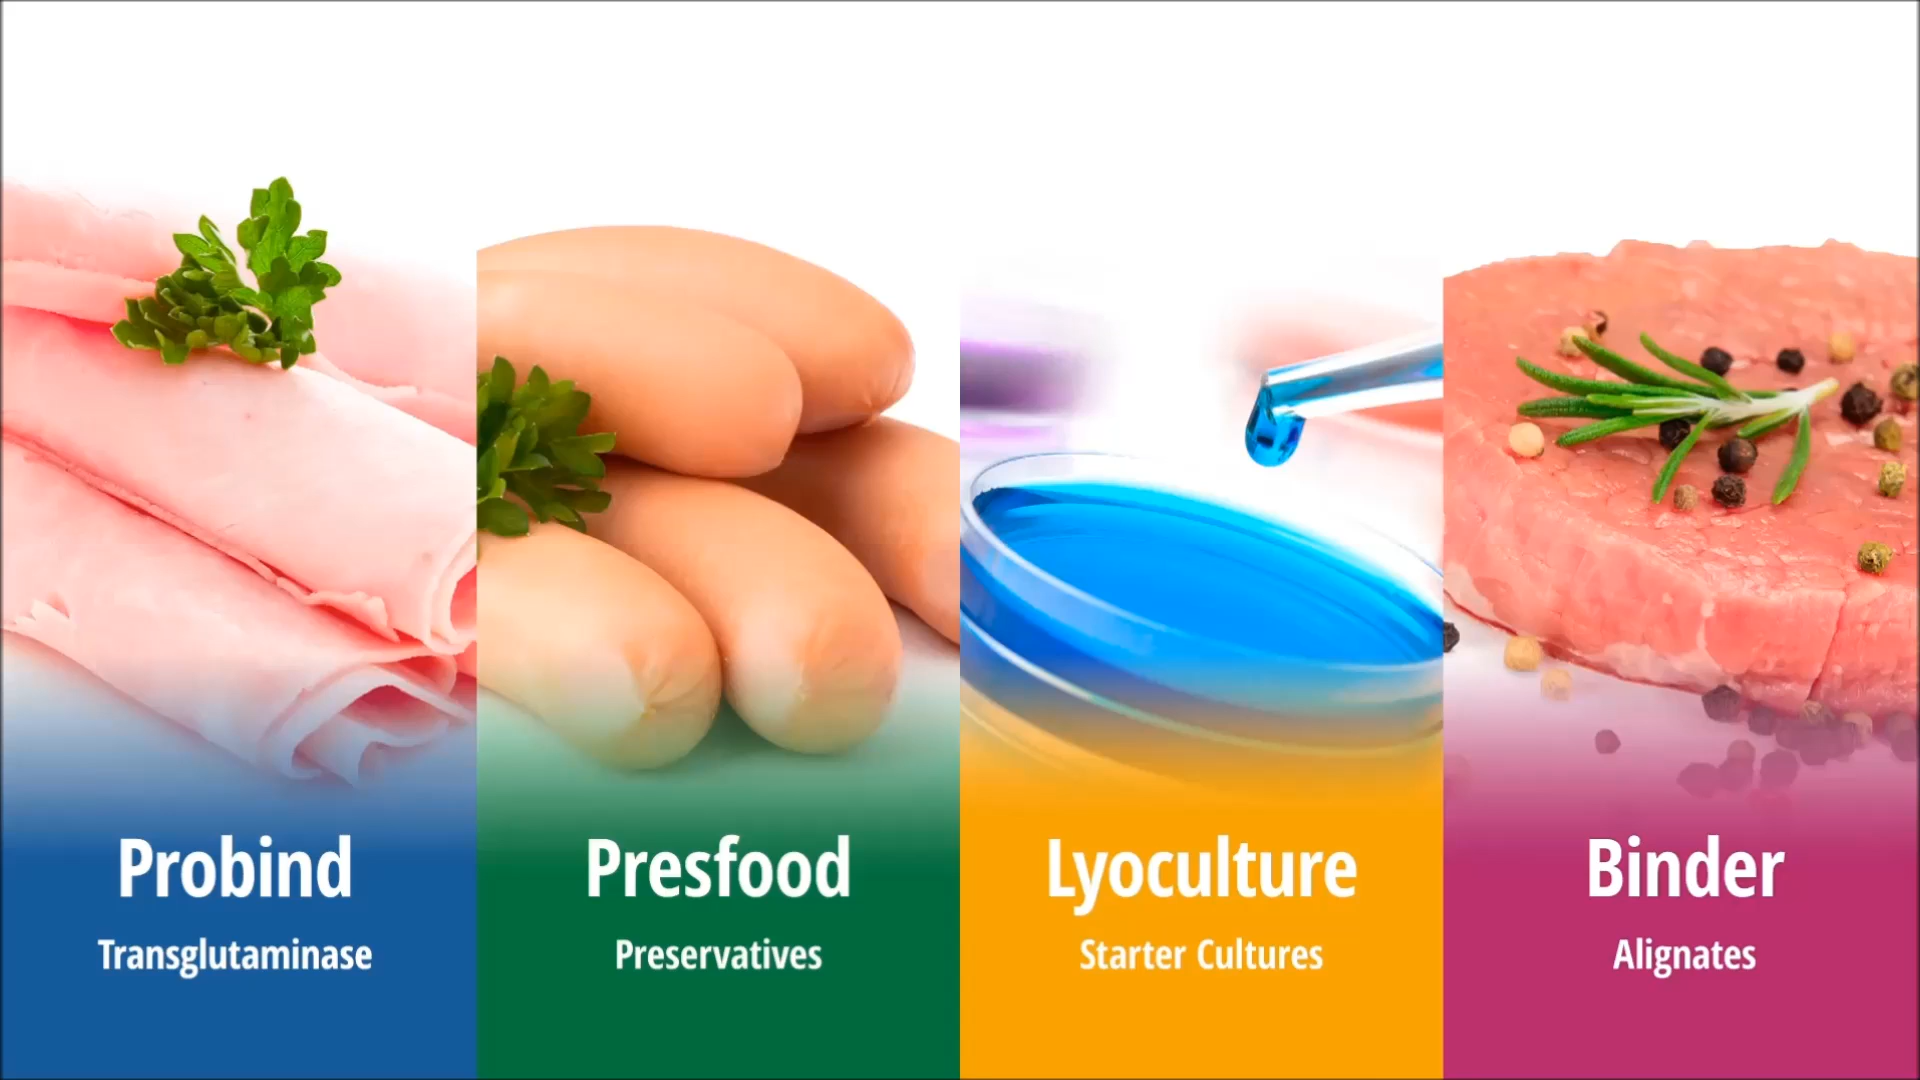 Probind
Transglutaminase
Presfood
Preservatives
Lyoculture
Starter Cultures
Binder
Alignates